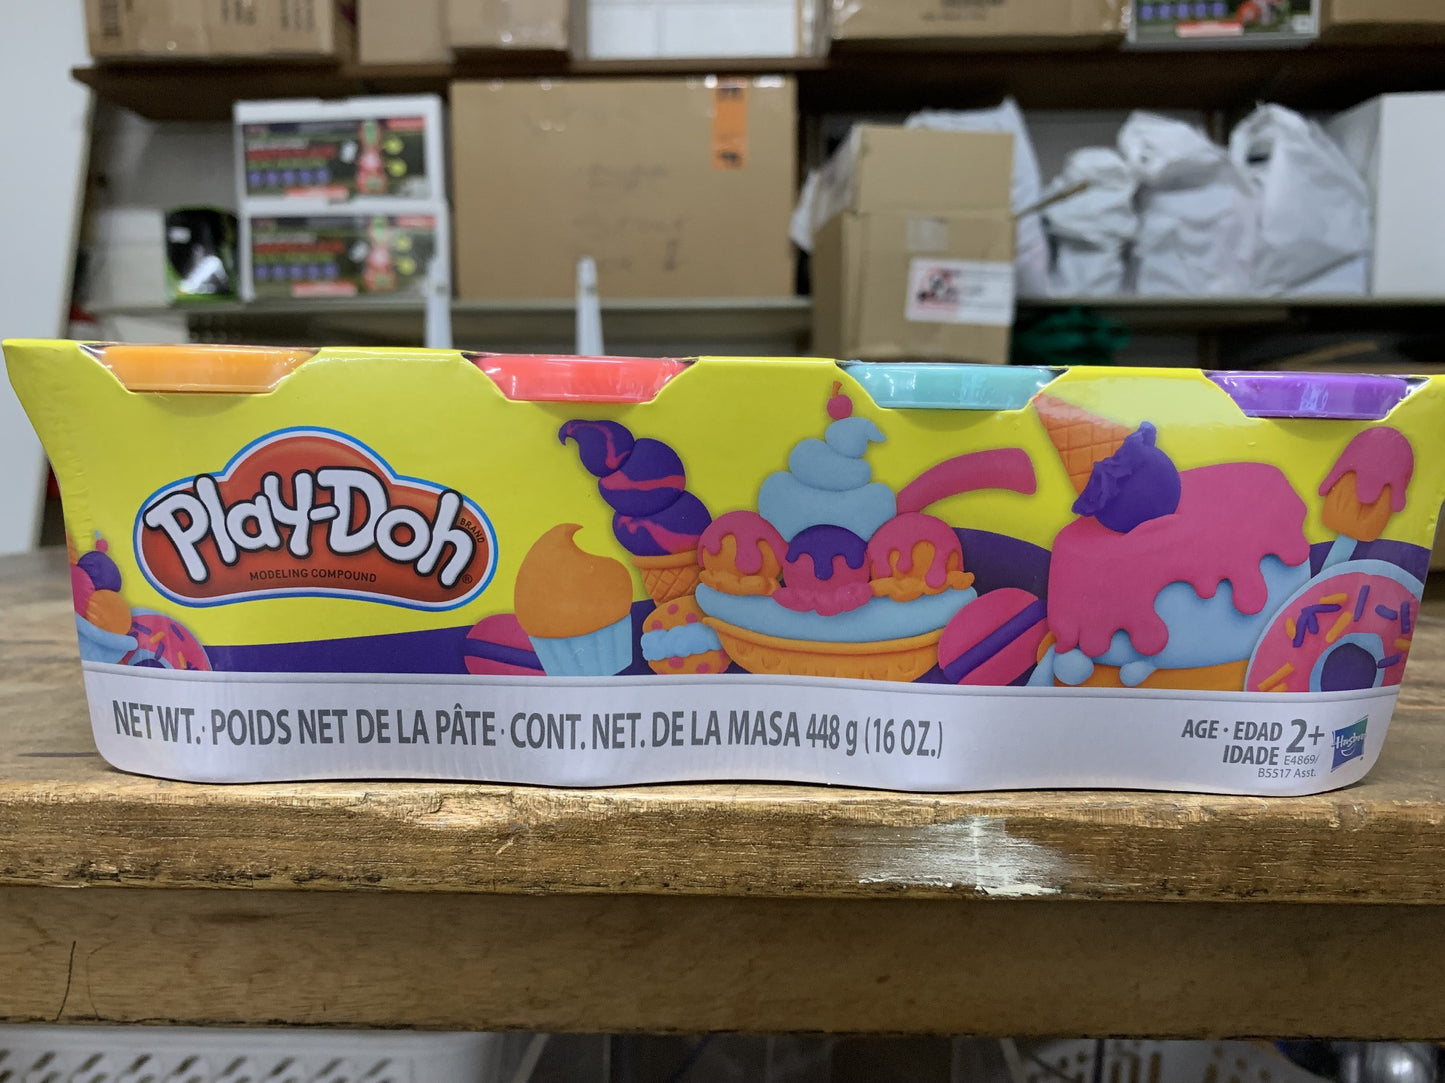 Play-Doh
BRAND
MODELING COMPOUND
®
NET WT. · POIDS NET DE LA PÂTE · CONT. NET. DE LA MASA 448 g (16 OZ.)
AGE · EDAD 2+
IDADE E4869/
B5517 Asst.
Hasbro